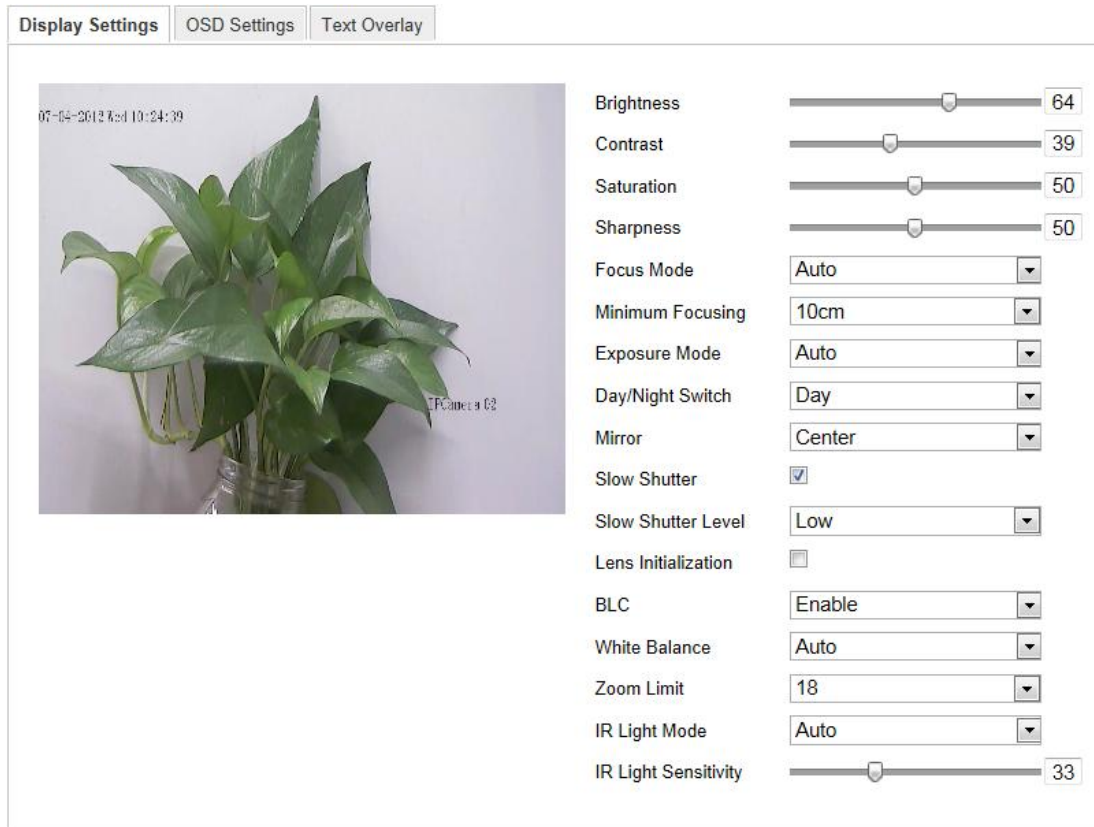 Display Settings OSD Settings Text Overlay
07-04-2012 Wed 10:24:39
IPCamera 02
Brightness 64
Contrast 39
Saturation 50
Sharpness 50
Focus Mode Auto
Minimum Focusing 10cm
Exposure Mode Auto
Day/Night Switch Day
Mirror Center
Slow Shutter
Slow Shutter Level Low
Lens Initialization
BLC Enable
White Balance Auto
Zoom Limit 18
IR Light Mode Auto
IR Light Sensitivity 33